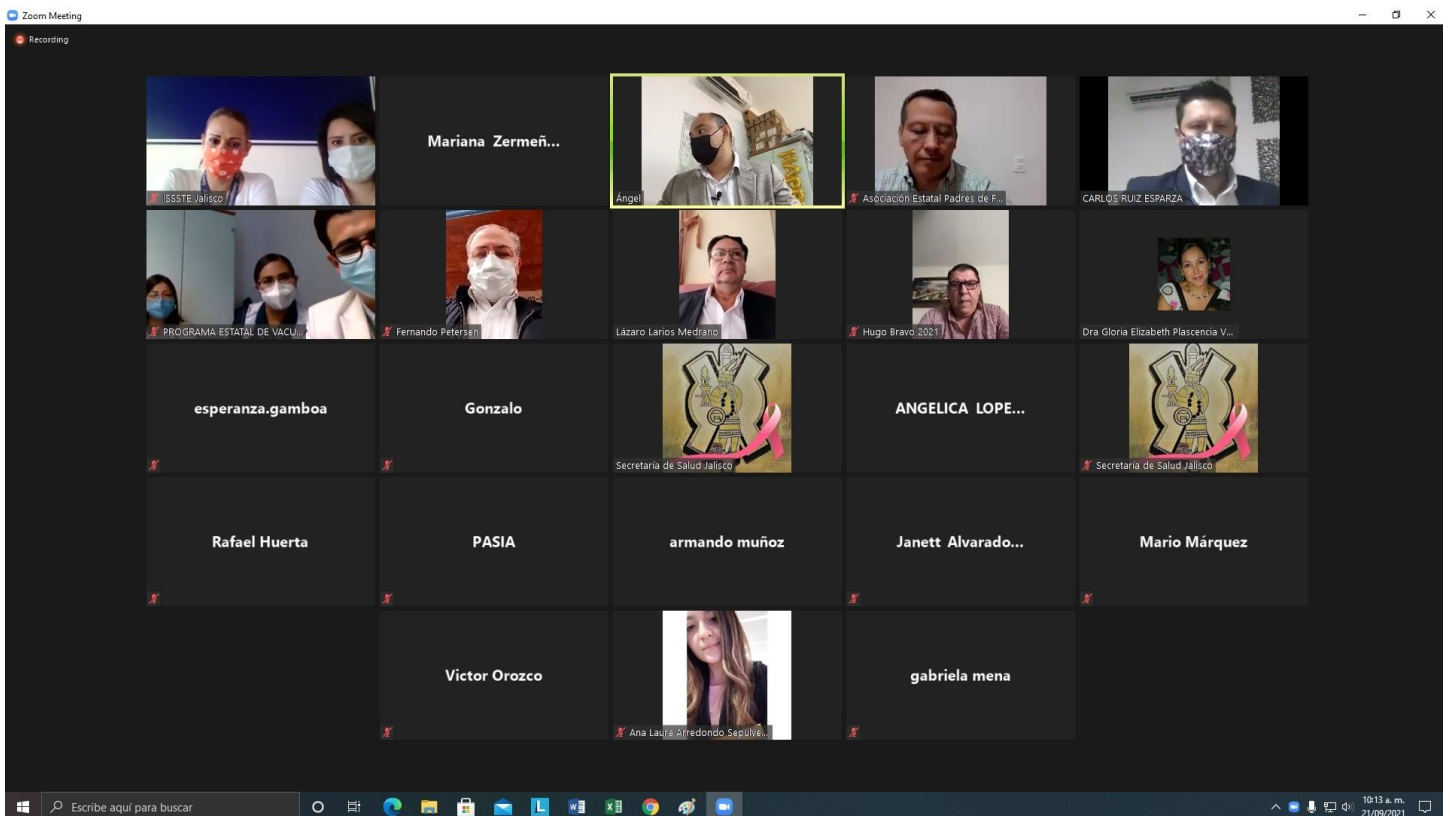 Zoom Meeting
Recording
ISSSTE Jalisco
Mariana Zermeñ...
Ángel
Asociación Estatal Padres de F...
CARLOS RUIZ ESPARZA
PROGRAMA ESTATAL DE VACU...
Fernando Petersen
Lázaro Larios Medrano
Hugo Bravo 2021
Dra Gloria Elizabeth Plascencia V...
esperanza.gamboa
Gonzalo
Secretaría de Salud Jalisco
ANGELICA LOPE...
Secretaría de Salud Jalisco
Rafael Huerta
PASIA
armando muñoz
Janett Alvarado...
Mario Márquez
Victor Orozco
Ana Laura Arredondo Sepulve...
gabriela mena
Escribe aquí para buscar
10:13 a. m.
21/09/2021